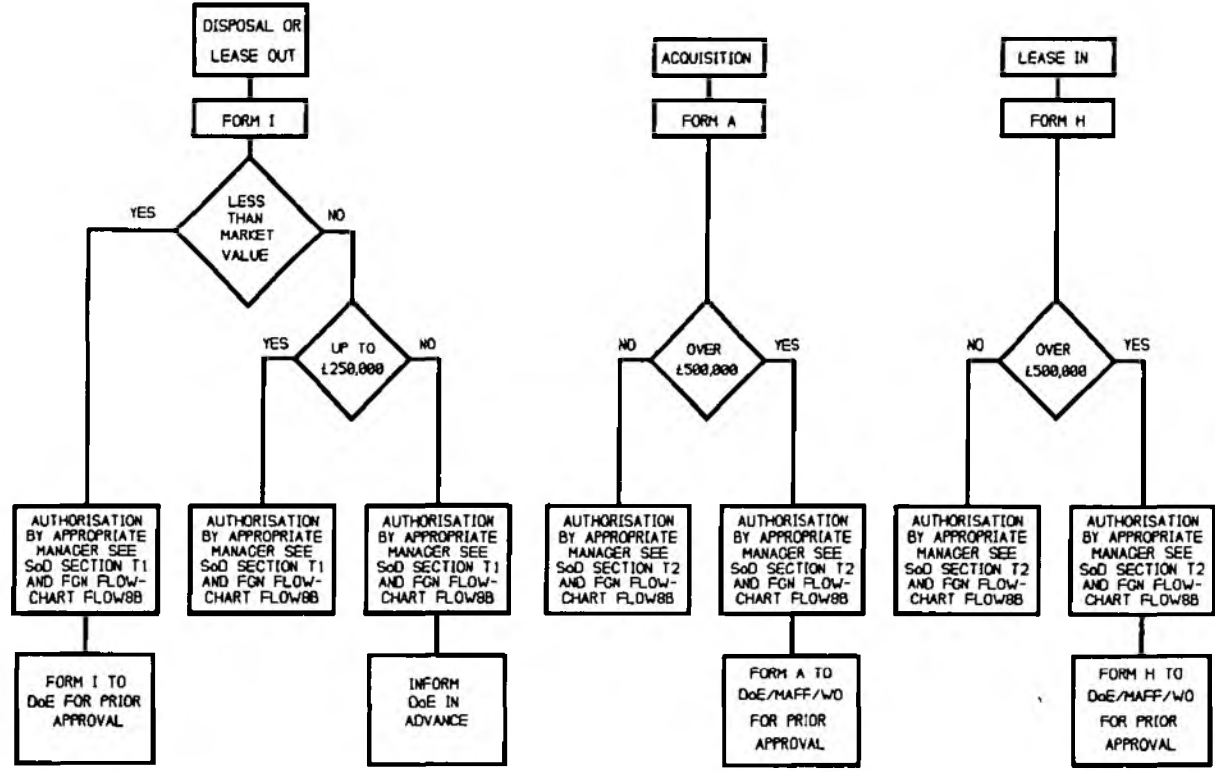 DISPOSAL OR
LEASE OUT
FORM I
LESS
THAN
MARKET
VALUE
YES
NO
UP TO
£250,000
YES
NO
AUTHORISATION
BY APPROPRIATE
MANAGER SEE
SoD SECTION T1
AND FGN FLOW-
CHART FLOW8B
FORM I TO
DoE FOR PRIOR
APPROVAL
AUTHORISATION
BY APPROPRIATE
MANAGER SEE
SoD SECTION T1
AND FGN FLOW-
CHART FLOW8B
AUTHORISATION
BY APPROPRIATE
MANAGER SEE
SoD SECTION T1
AND FGN FLOW-
CHART FLOW8B
INFORM
DoE IN
ADVANCE
ACQUISITION
FORM A
OVER
£500,000
NO
YES
AUTHORISATION
BY APPROPRIATE
MANAGER SEE
SoD SECTION T2
AND FGN FLOW-
CHART FLOW8B
AUTHORISATION
BY APPROPRIATE
MANAGER SEE
SoD SECTION T2
AND FGN FLOW-
CHART FLOW8B
FORM A TO
DoE/MAFF/WO
FOR PRIOR
APPROVAL
LEASE IN
FORM H
OVER
£500,000
NO
YES
AUTHORISATION
BY APPROPRIATE
MANAGER SEE
SoD SECTION T2
AND FGN FLOW-
CHART FLOW8B
AUTHORISATION
BY APPROPRIATE
MANAGER SEE
SoD SECTION T2
AND FGN FLOW-
CHART FLOW8B
FORM H TO
DoE/MAFF/WO
FOR PRIOR
APPROVAL